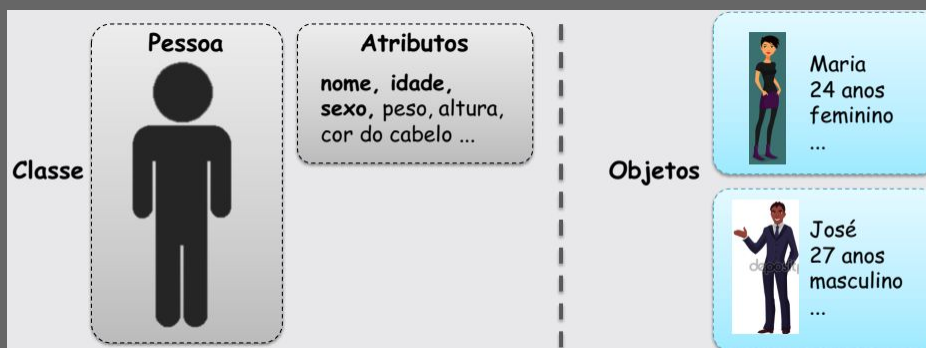 Classe
Pessoa
Atributos
nome, idade,
sexo, peso, altura,
cor do cabelo ...
Objetos
Maria
24 anos
feminino
...
José
27 anos
masculino
...